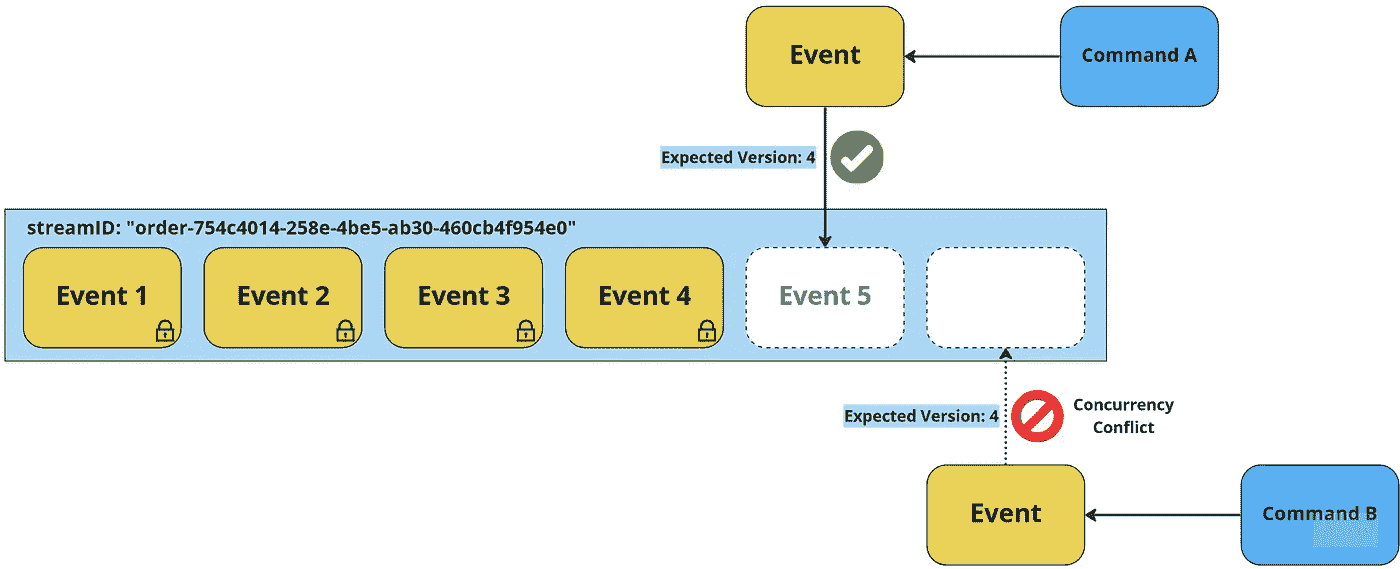 Event
Command A
Expected Version: 4
streamID: "order-754c4014-258e-4be5-ab30-460cb4f954e0"
Event 1
Event 2
Event 3
Event 4
Event 5
Expected Version: 4
Concurrency
Conflict
Event
Command B